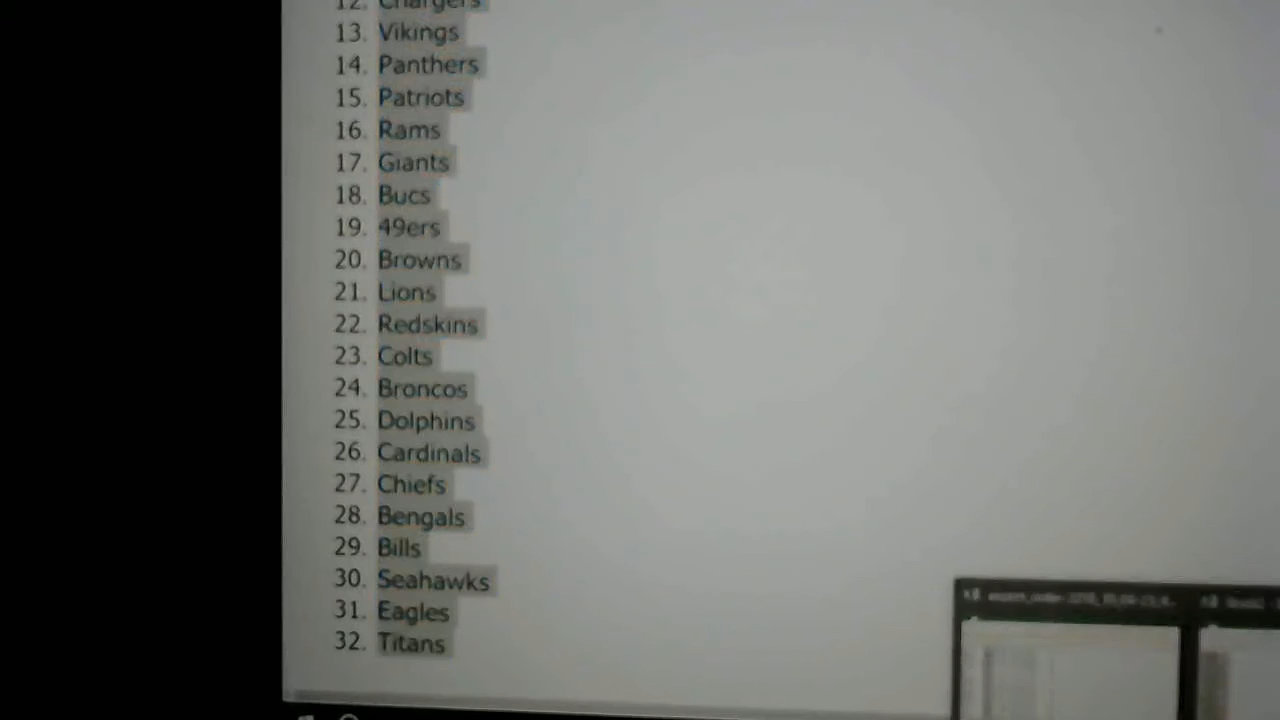 12. Chargers
13. Vikings
14. Panthers
15. Patriots
16. Rams
17. Giants
18. Bucs
19. 49ers
20. Browns
21. Lions
22. Redskins
23. Colts
24. Broncos
25. Dolphins
26. Cardinals
27. Chiefs
28. Bengals
29. Bills
30. Seahawks
31. Eagles
32. Titans